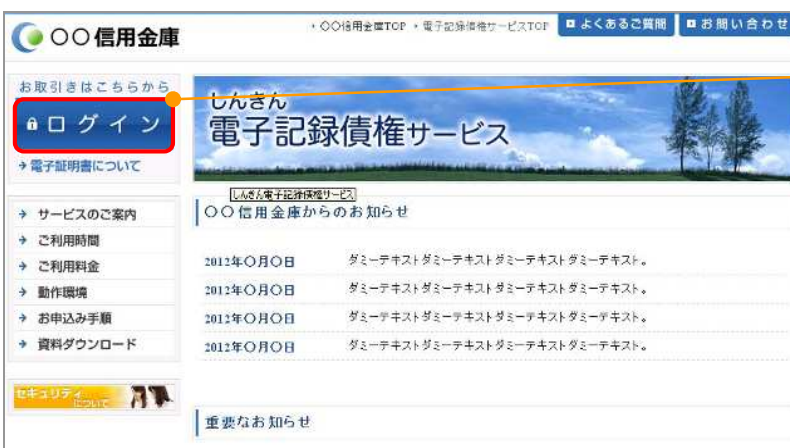 〇〇信用金庫
〇〇信用金庫TOP
電子記録債権サービスTOP
よくあるご質問
お問い合わせ
お取引きはこちらから
ログイン
電子証明書について
サービスのご案内
ご利用時間
ご利用料金
動作環境
お申込み手順
資料ダウンロード
セキュリティ
について
しんきん
電子記録債権サービス
しんきん電子記録債権サービス
〇〇信用金庫からのお知らせ
2012年〇月〇日 ダミーテキストダミーテキストダミーテキストダミーテキスト。
2012年〇月〇日 ダミーテキストダミーテキストダミーテキストダミーテキスト。
2012年〇月〇日 ダミーテキストダミーテキストダミーテキストダミーテキスト。
2012年〇月〇日 ダミーテキストダミーテキストダミーテキストダミーテキスト。
重要なお知らせ